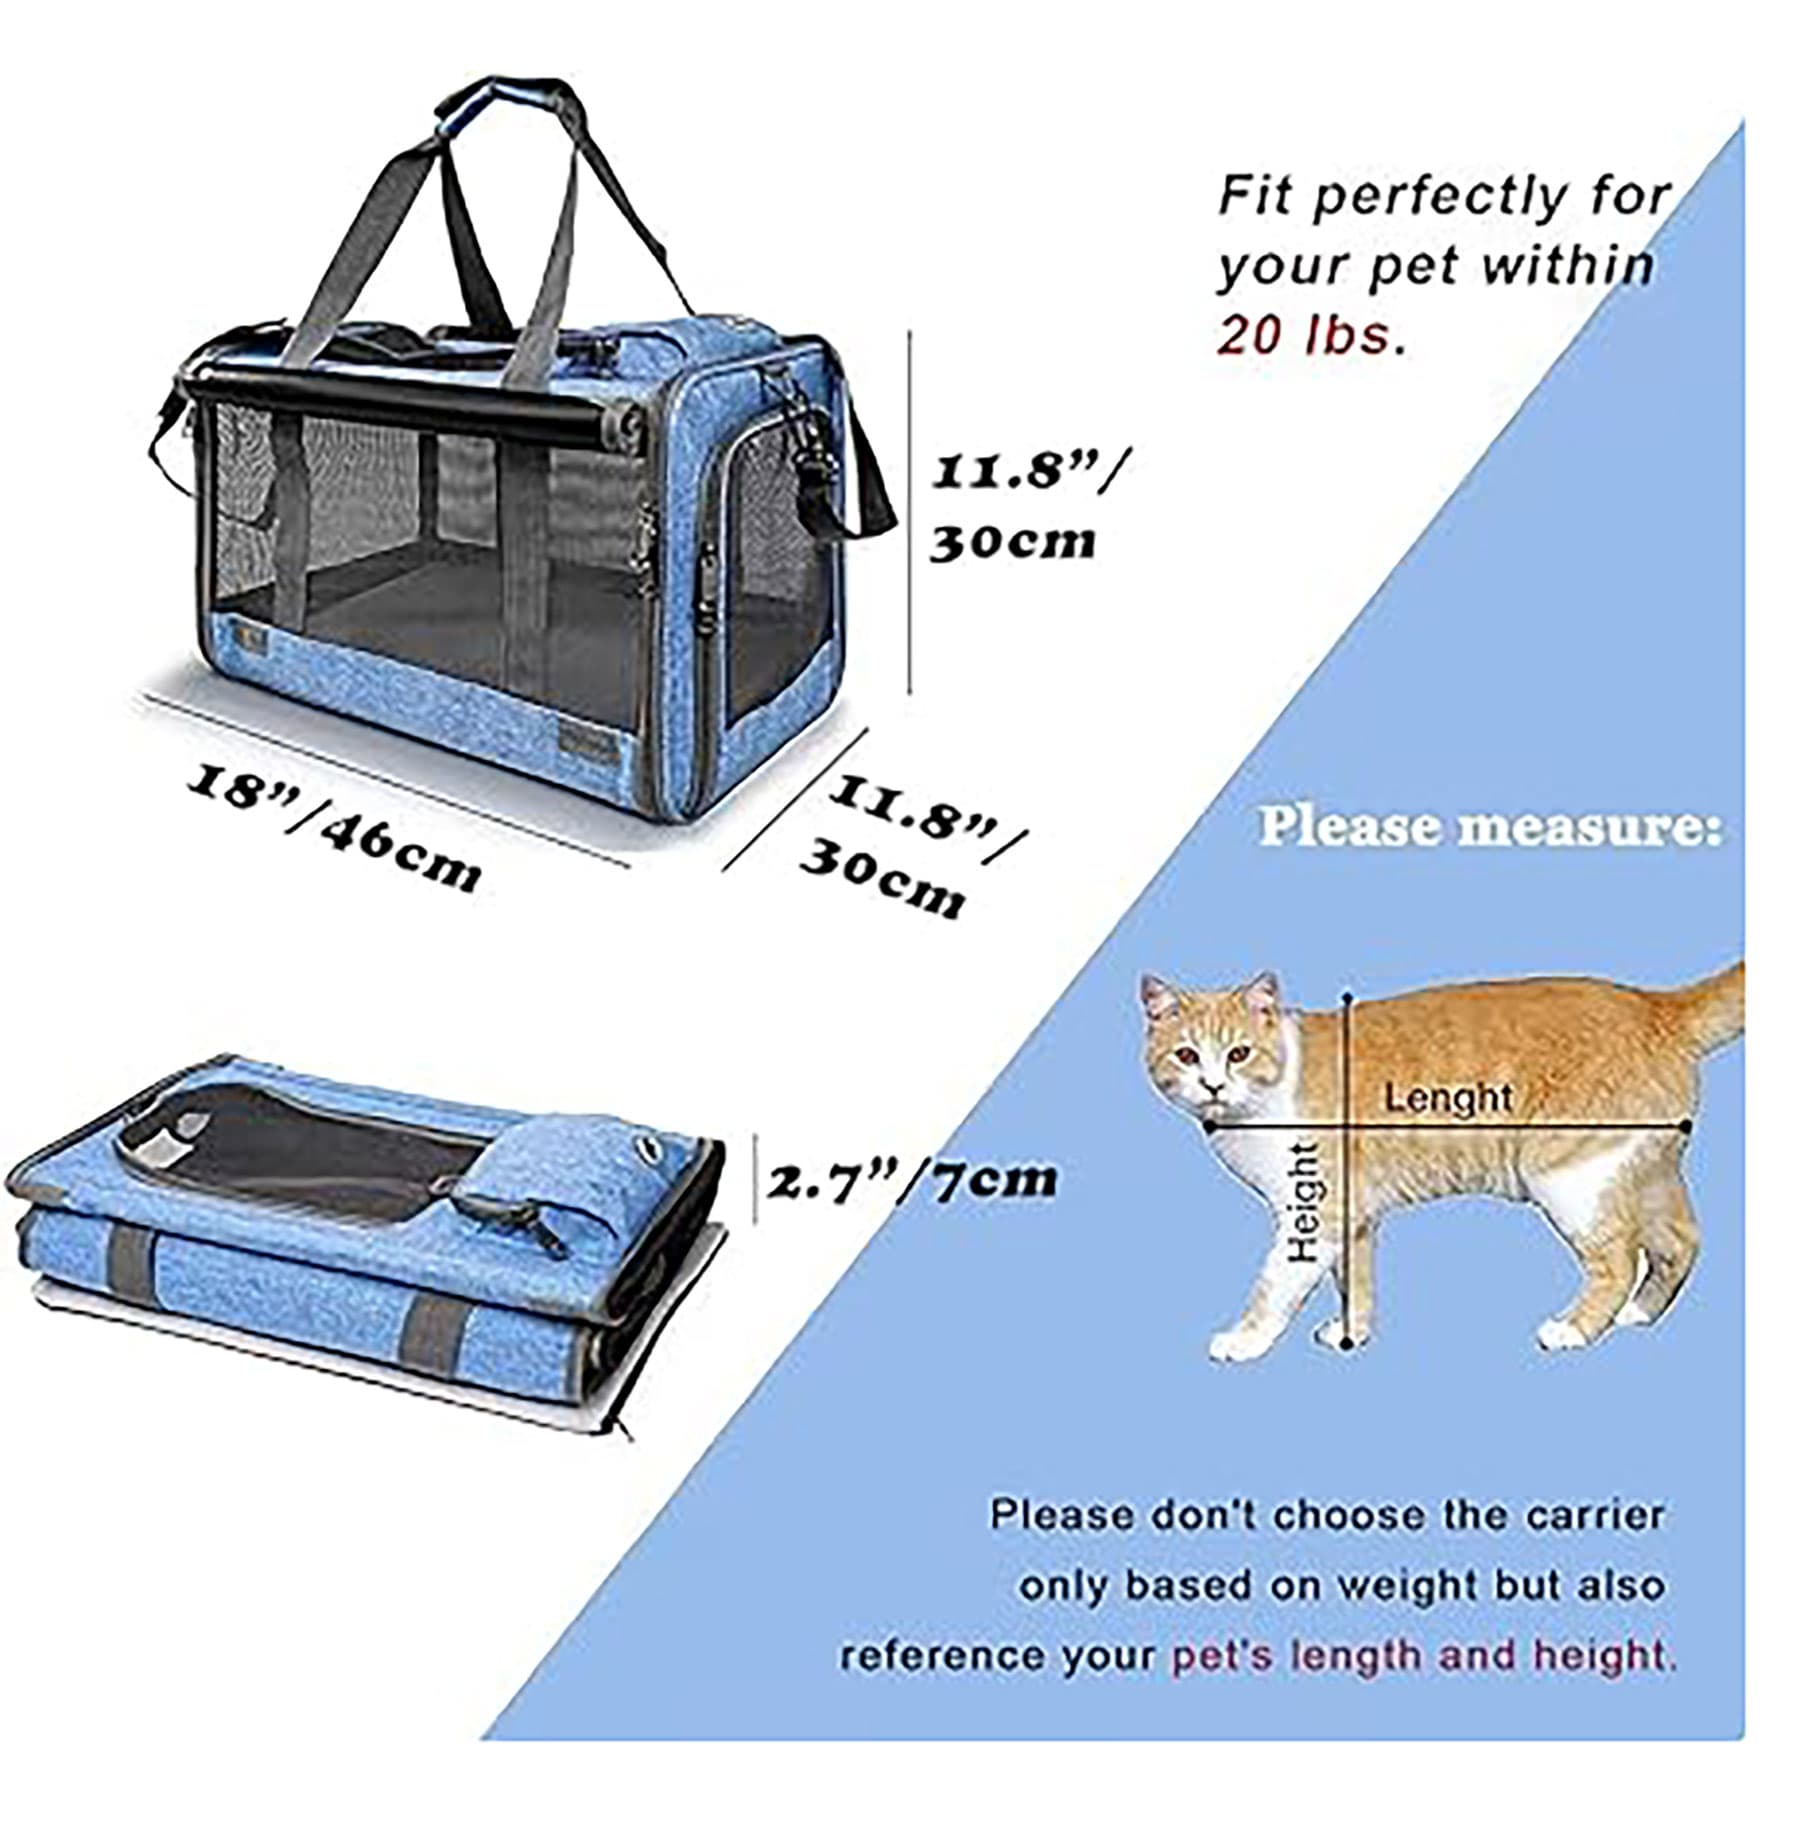 Fit perfectly for
your pet within
20 lbs.
11.8”/
30cm
18”/46cm
11.8”/
30cm
Please measure:
Lenght
Height
2.7”/7cm
Please don't choose the carrier
only based on weight but also
reference your pet's length and height.